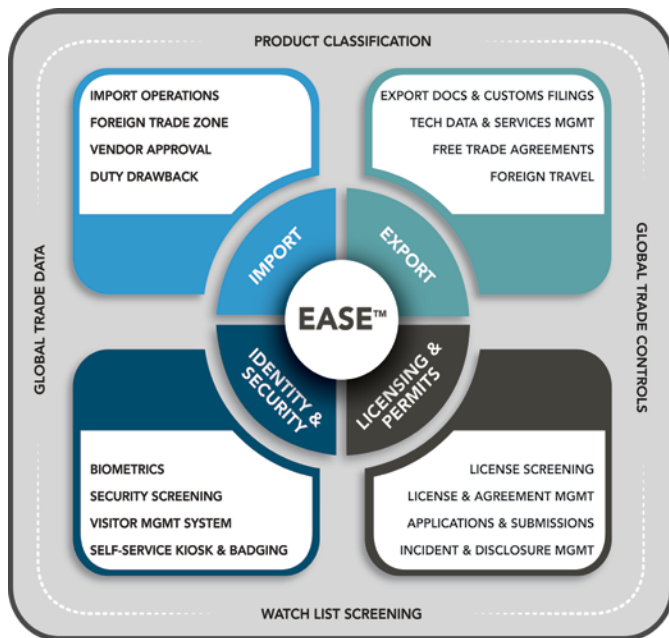 PRODUCT CLASSIFICATION
IMPORT OPERATIONS
FOREIGN TRADE ZONE
VENDOR APPROVAL
DUTY DRAWBACK
EXPORT DOCS & CUSTOMS FILINGS
TECH DATA & SERVICES MGMT
FREE TRADE AGREEMENTS
FOREIGN TRAVEL
GLOBAL TRADE DATA
IMPORT
EXPORT
EASE™
IDENTITY &
SECURITY
LICENSING &
PERMITS
GLOBAL TRADE CONTROLS
BIOMETRICS
SECURITY SCREENING
VISITOR MGMT SYSTEM
SELF-SERVICE KIOSK & BADGING
LICENSE SCREENING
LICENSE & AGREEMENT MGMT
APPLICATIONS & SUBMISSIONS
INCIDENT & DISCLOSURE MGMT
WATCH LIST SCREENING